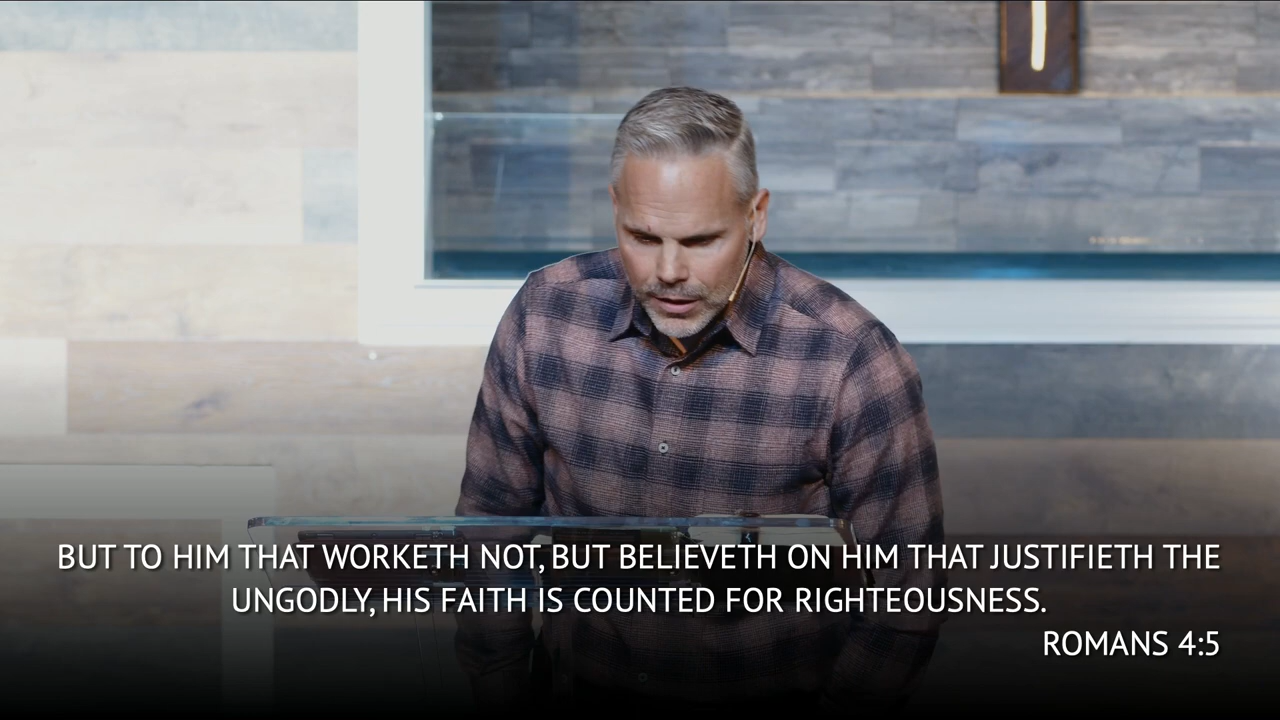 BUT TO HIM THAT WORKETH NOT, BUT BELIEVETH ON HIM THAT JUSTIFIETH THE
UNGODLY, HIS FAITH IS COUNTED FOR RIGHTEOUSNESS.
ROMANS 4:5